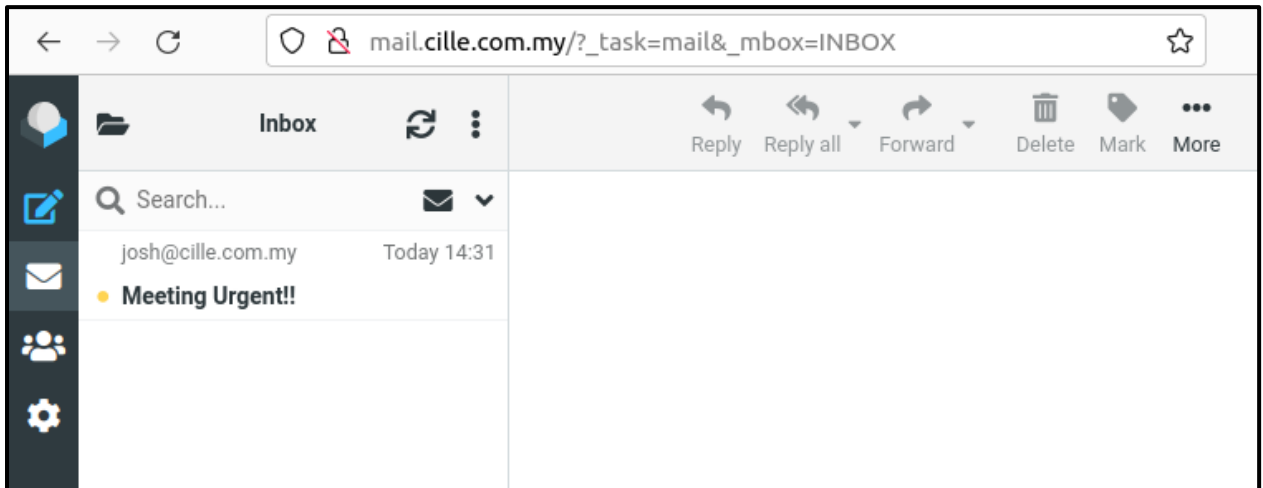 mail.cille.com.my/?_task=mail&_mbox=INBOX
Inbox
Reply Reply all Forward Delete Mark More
Search...
josh@cille.com.my Today 14:31
Meeting Urgent!!